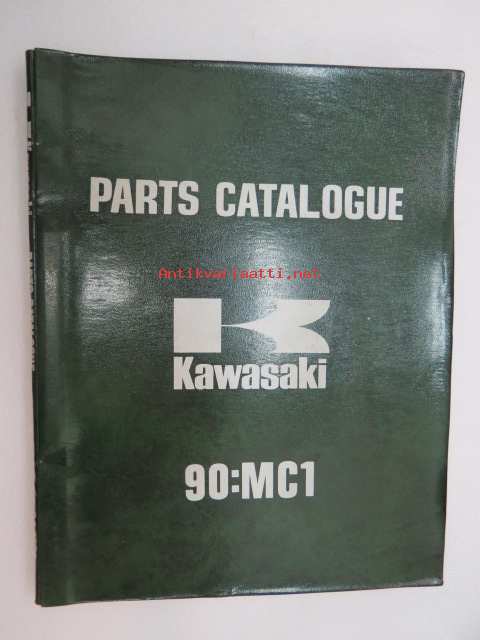 PARTS CATALOGUE
Antikvariaatti.net
Kawasaki
90:MC1